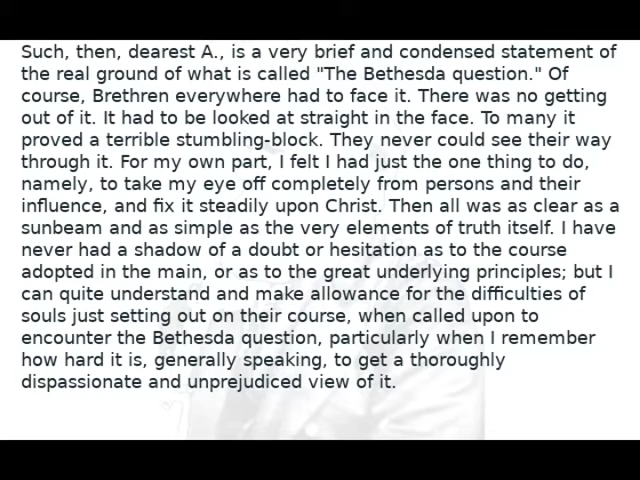 Such, then, dearest A., is a very brief and condensed statement of
the real ground of what is called "The Bethesda question." Of
course, Brethren everywhere had to face it. There was no getting
out of it. It had to be looked at straight in the face. To many it
proved a terrible stumbling-block. They never could see their way
through it. For my own part, I felt I had just the one thing to do,
namely, to take my eye off completely from persons and their
influence, and fix it steadily upon Christ. Then all was as clear as a
sunbeam and as simple as the very elements of truth itself. I have
never had a shadow of a doubt or hesitation as to the course
adopted in the main, or as to the great underlying principles; but I
can quite understand and make allowance for the difficulties of
souls just setting out on their course, when called upon to
encounter the Bethesda question, particularly when I remember
how hard it is, generally speaking, to get a thoroughly
dispassionate and unprejudiced view of it.